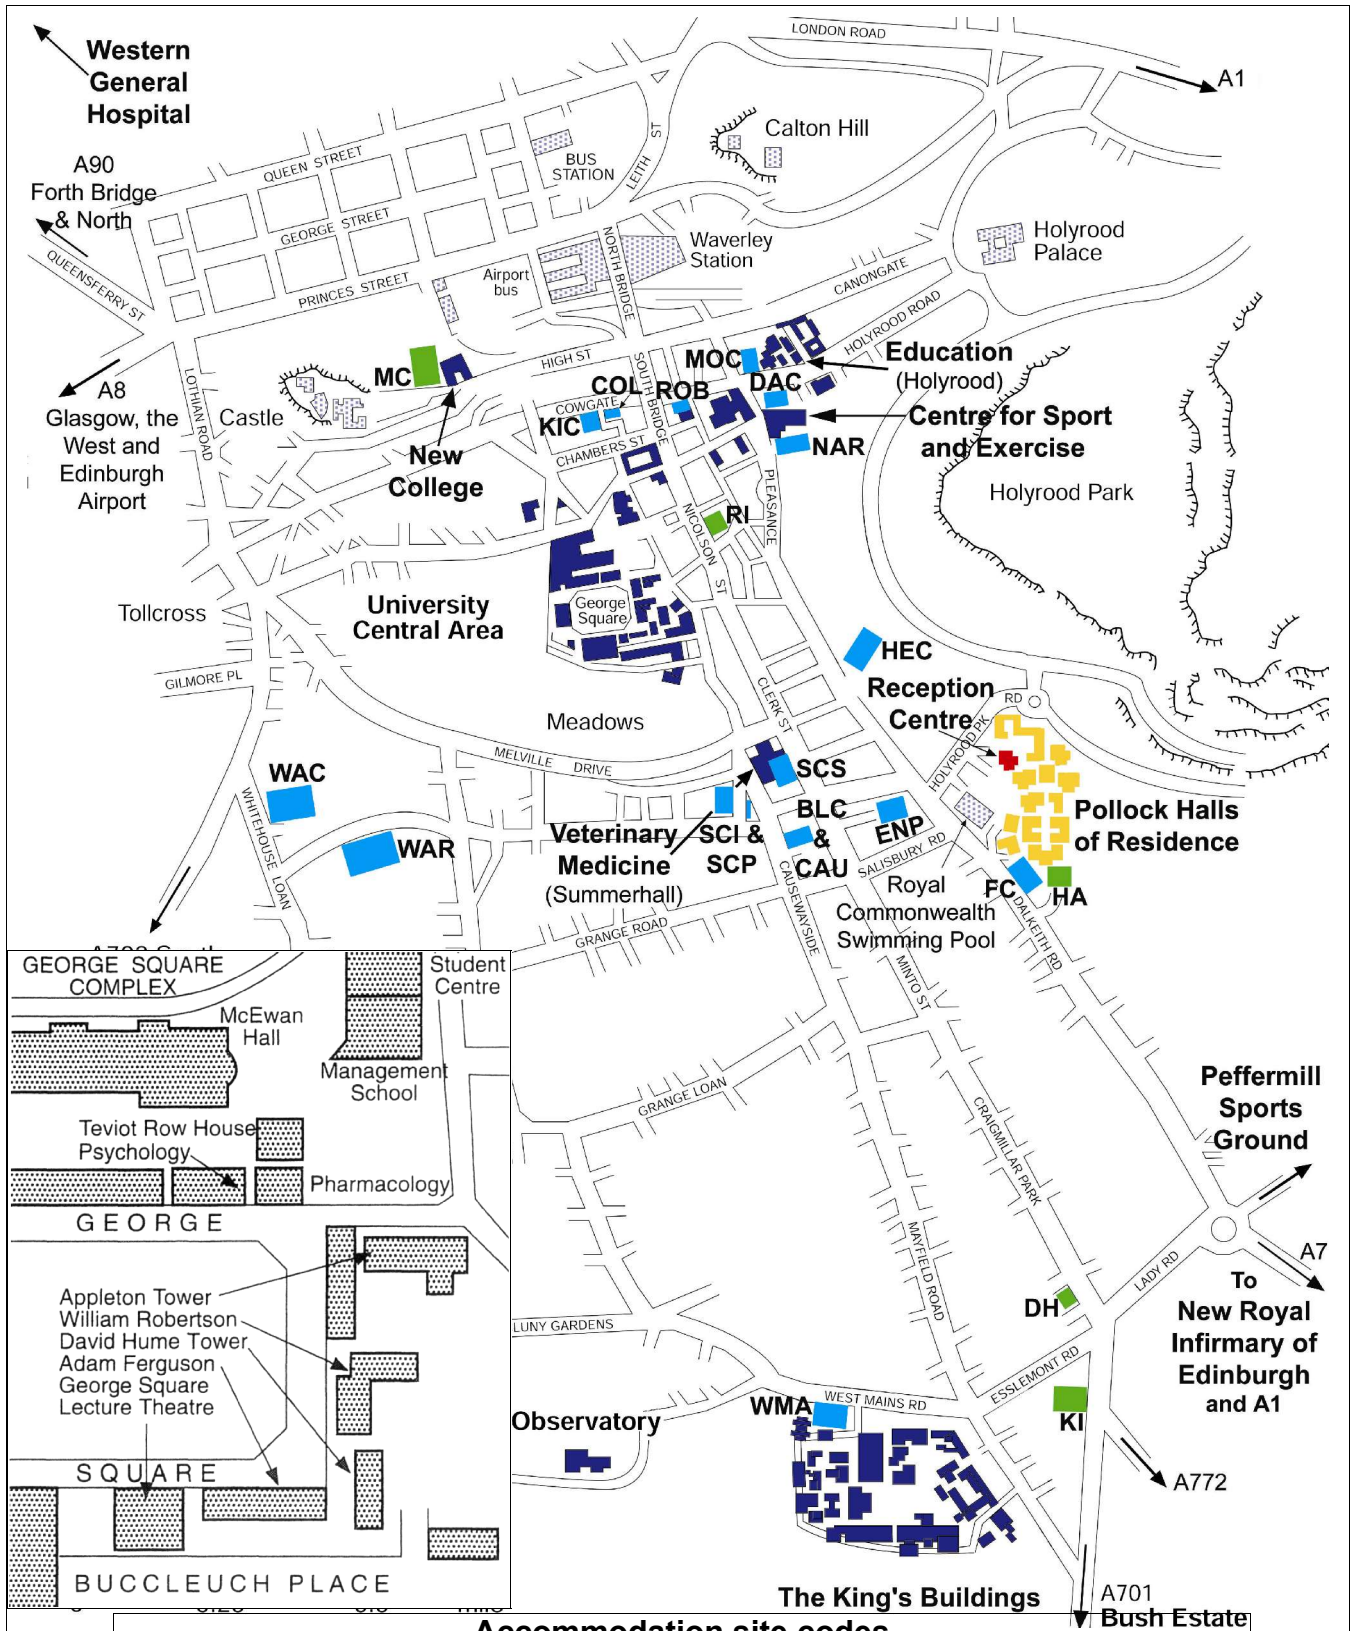 LONDON ROAD
Western
General
Hospital
A1
Calton Hill
QUEEN STREET
BUS
STATION
LEITH ST
A90
Forth Bridge
& North
GEORGE STREET
Holyrood
Palace
Waverley
Station
NORTH BRIDGE
QUEENSFERRY ST
Airport
bus
PRINCES STREET
CANONGATE
HOLYROOD ROAD
HIGH ST
MOC
Education
(Holyrood)
MC
A8
Glasgow, the
West and
Edinburgh
Airport
LOTHIAN ROAD
Castle
SOUTH BRIDGE
COL
ROB
DAC
COWGATE
KIC
Centre for Sport
and Exercise
CHAMBERS ST
NAR
New
College
PLEASANCE
Holyrood Park
NICOLSON ST
RI
Tollcross
University
Central Area
George
Square
HEC
GILMORE PL
Reception
Centre
HOLYROOD PK RD
CLERK ST
Meadows
MELVILLE DRIVE
WAC
SCS
WHITEHOUSE LOAN
BLC
&
CAU
ENP
Pollock Halls
of Residence
WAR
Veterinary
Medicine
(Summerhall)
SCI &
SCP
SALISBURY RD
Royal
Commonwealth
Swimming Pool
FC
HA
CAUSEWAYSIDE
DALKEITH RD
GRANGE ROAD
MINTO ST
GEORGE SQUARE
COMPLEX
Student
Centre
McEwan
Hall
Management
School
GRANGE LOAN
Peffermill
Sports
Ground
CRAIGMILLAR PARK
Teviot Row House
Psychology
Pharmacology
GEORGE
MAYFIELD ROAD
A7
LADY RD
To
New Royal
Infirmary of
Edinburgh
and A1
Appleton Tower
William Robertson
David Hume Tower
Adam Ferguson
George Square
Lecture Theatre
DH
LUNY GARDENS
ESSLEMONT RD
WMA
WEST MAINS RD
Observatory
KI
SQUARE
A772
BUCCLEUCH PLACE
The King's Buildings
A701
Bush Estate
Accommodation site codes